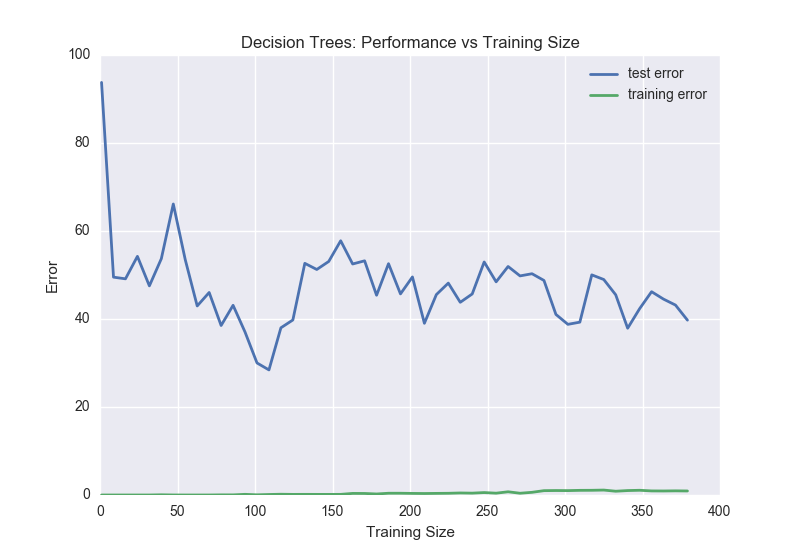 Decision Trees: Performance vs Training Size
100
80
60
40
20
0
Error
test error
training error
0 50 100 150 200 250 300 350 400
Training Size